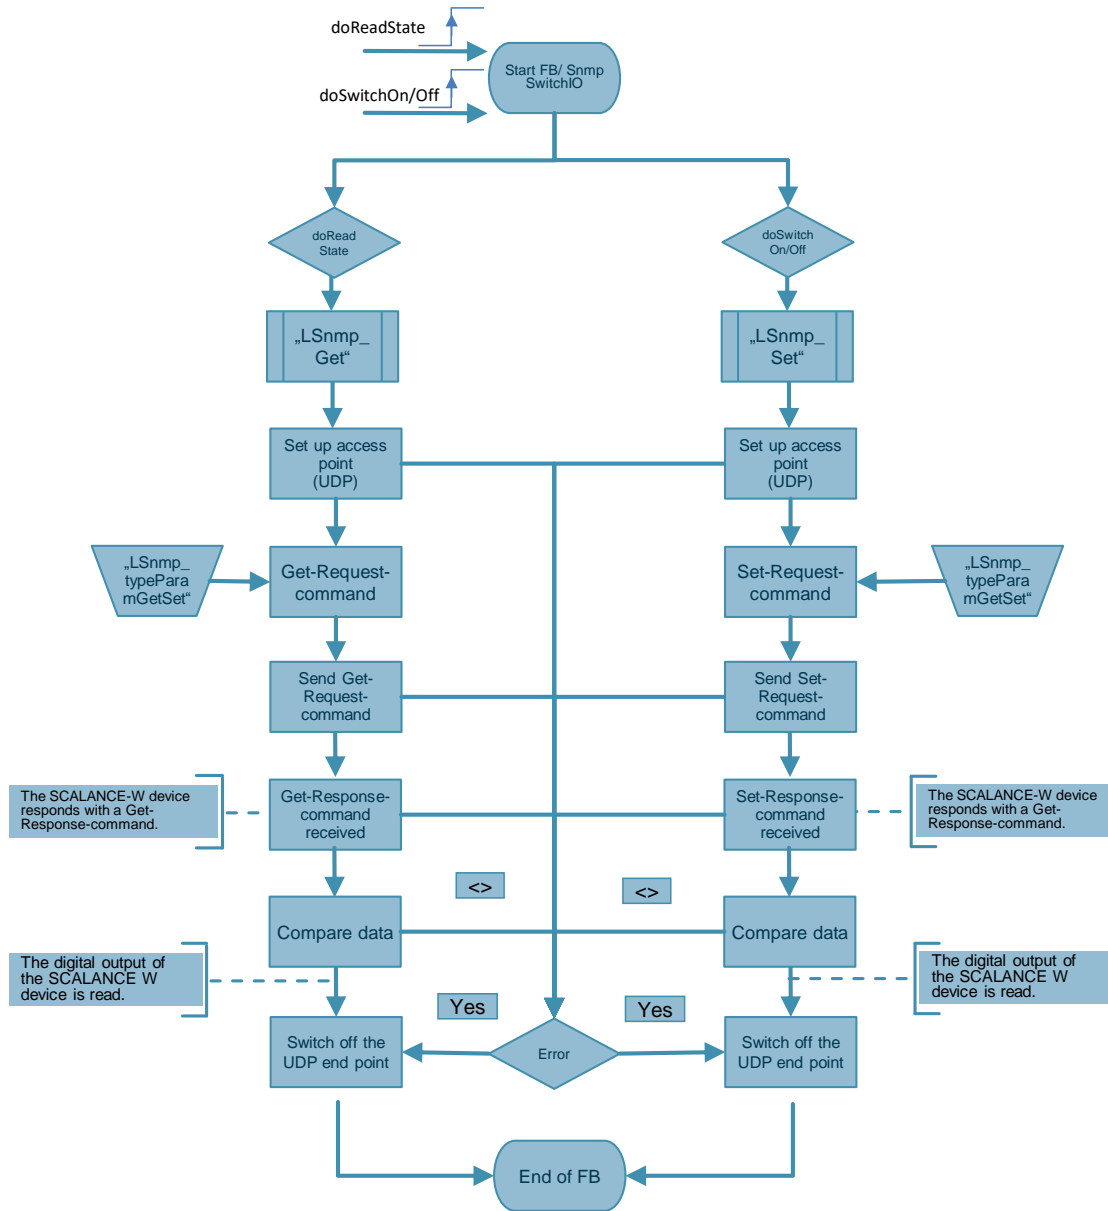 doReadState
doSwitchOn/Off
Start FB/ Snmp
SwitchIO
doRead
State
doSwitch
On/Off
„LSnmp_
Get“
„LSnmp_
Set“
Set up access
point
(UDP)
Set up access
point
(UDP)
„LSnmp_
typePara
mGetSet“
Get-Request-
command
Set-Request-
command
„LSnmp_
typePara
mGetSet“
Send Get-
Request-
command
Send Set-
Request-
command
The SCALANCE-W device
responds with a Get-
Response-command.
Get-Response-
command
received
Set-Response-
command
received
The SCALANCE-W device
responds with a Get-
Response-command.
<>
<>
Compare data
Compare data
The digital output of
the SCALANCE W
device is read.
The digital output of
the SCALANCE W
device is read.
Yes
Yes
Switch off the
UDP end point
Error
Switch off the
UDP end point
End of FB